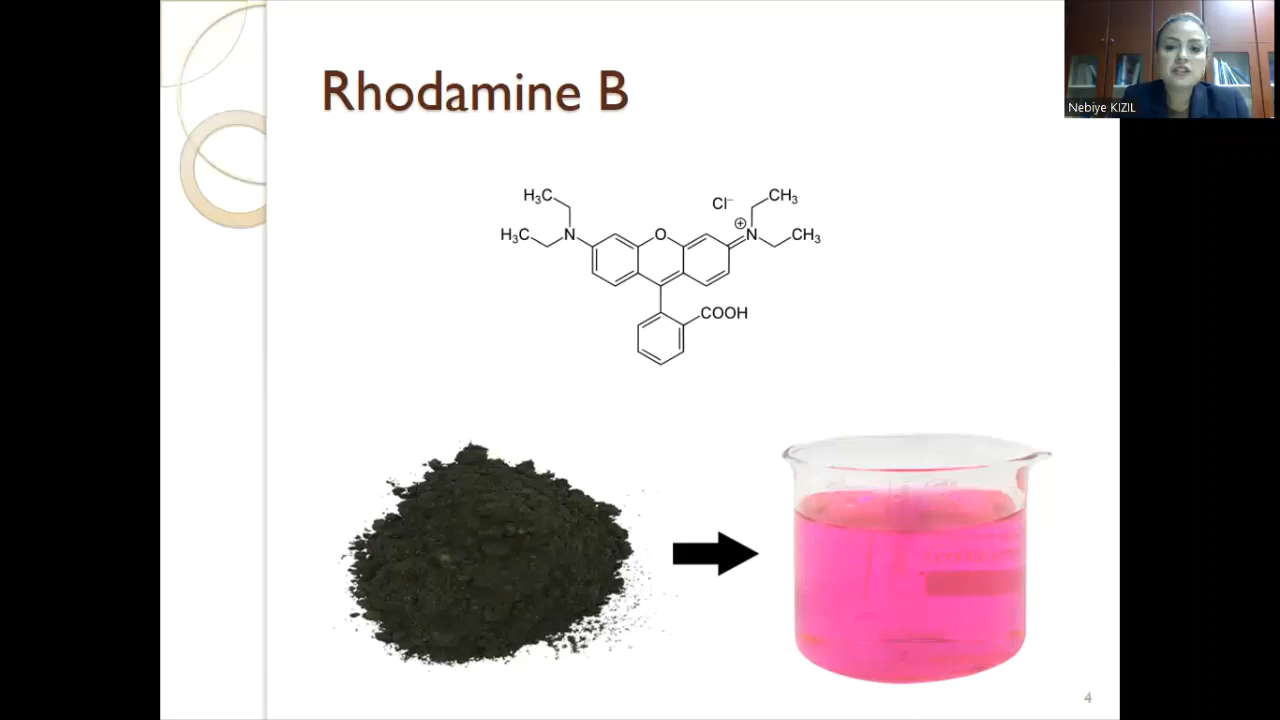 Rhodamine B
Nebiye KIZIL
H₃C
Cl⁻
CH₃
H₃C
N
O
⊕
N
CH₃
COOH
4